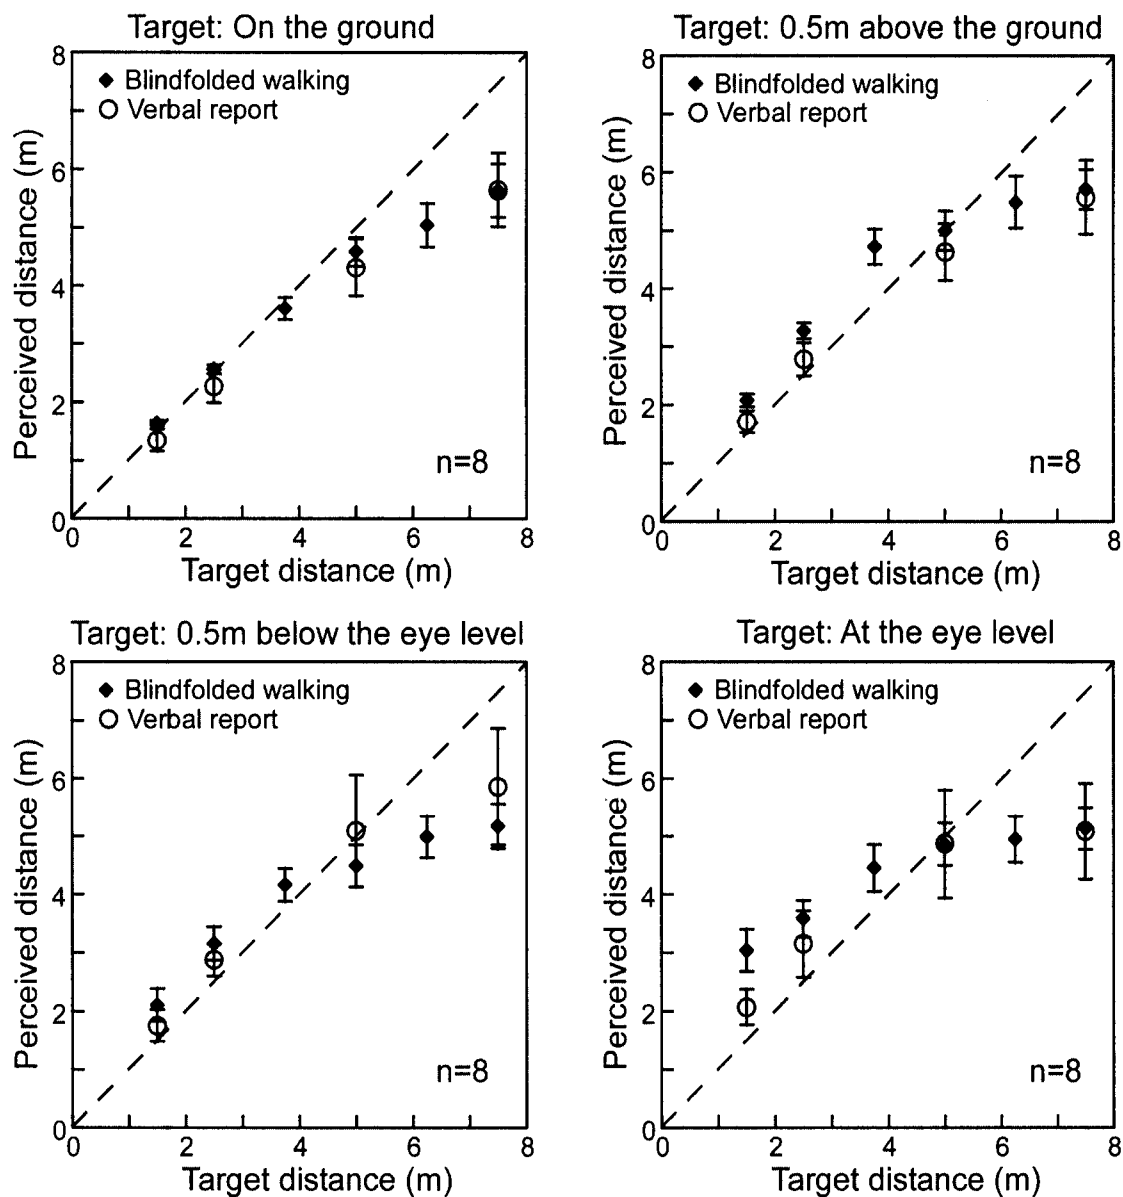 Target: On the ground
◆ Blindfolded walking
○ Verbal report
n=8
8
6
4
2
0
Perceived distance (m)
0 2 4 6 8
Target distance (m)
Target: 0.5m above the ground
◆ Blindfolded walking
○ Verbal report
n=8
8
6
4
2
0
Perceived distance (m)
0 2 4 6 8
Target distance (m)
Target: 0.5m below the eye level
◆ Blindfolded walking
○ Verbal report
n=8
8
6
4
2
0
Perceived distance (m)
0 2 4 6 8
Target distance (m)
Target: At the eye level
◆ Blindfolded walking
○ Verbal report
n=8
8
6
4
2
0
Perceived distance (m)
0 2 4 6 8
Target distance (m)